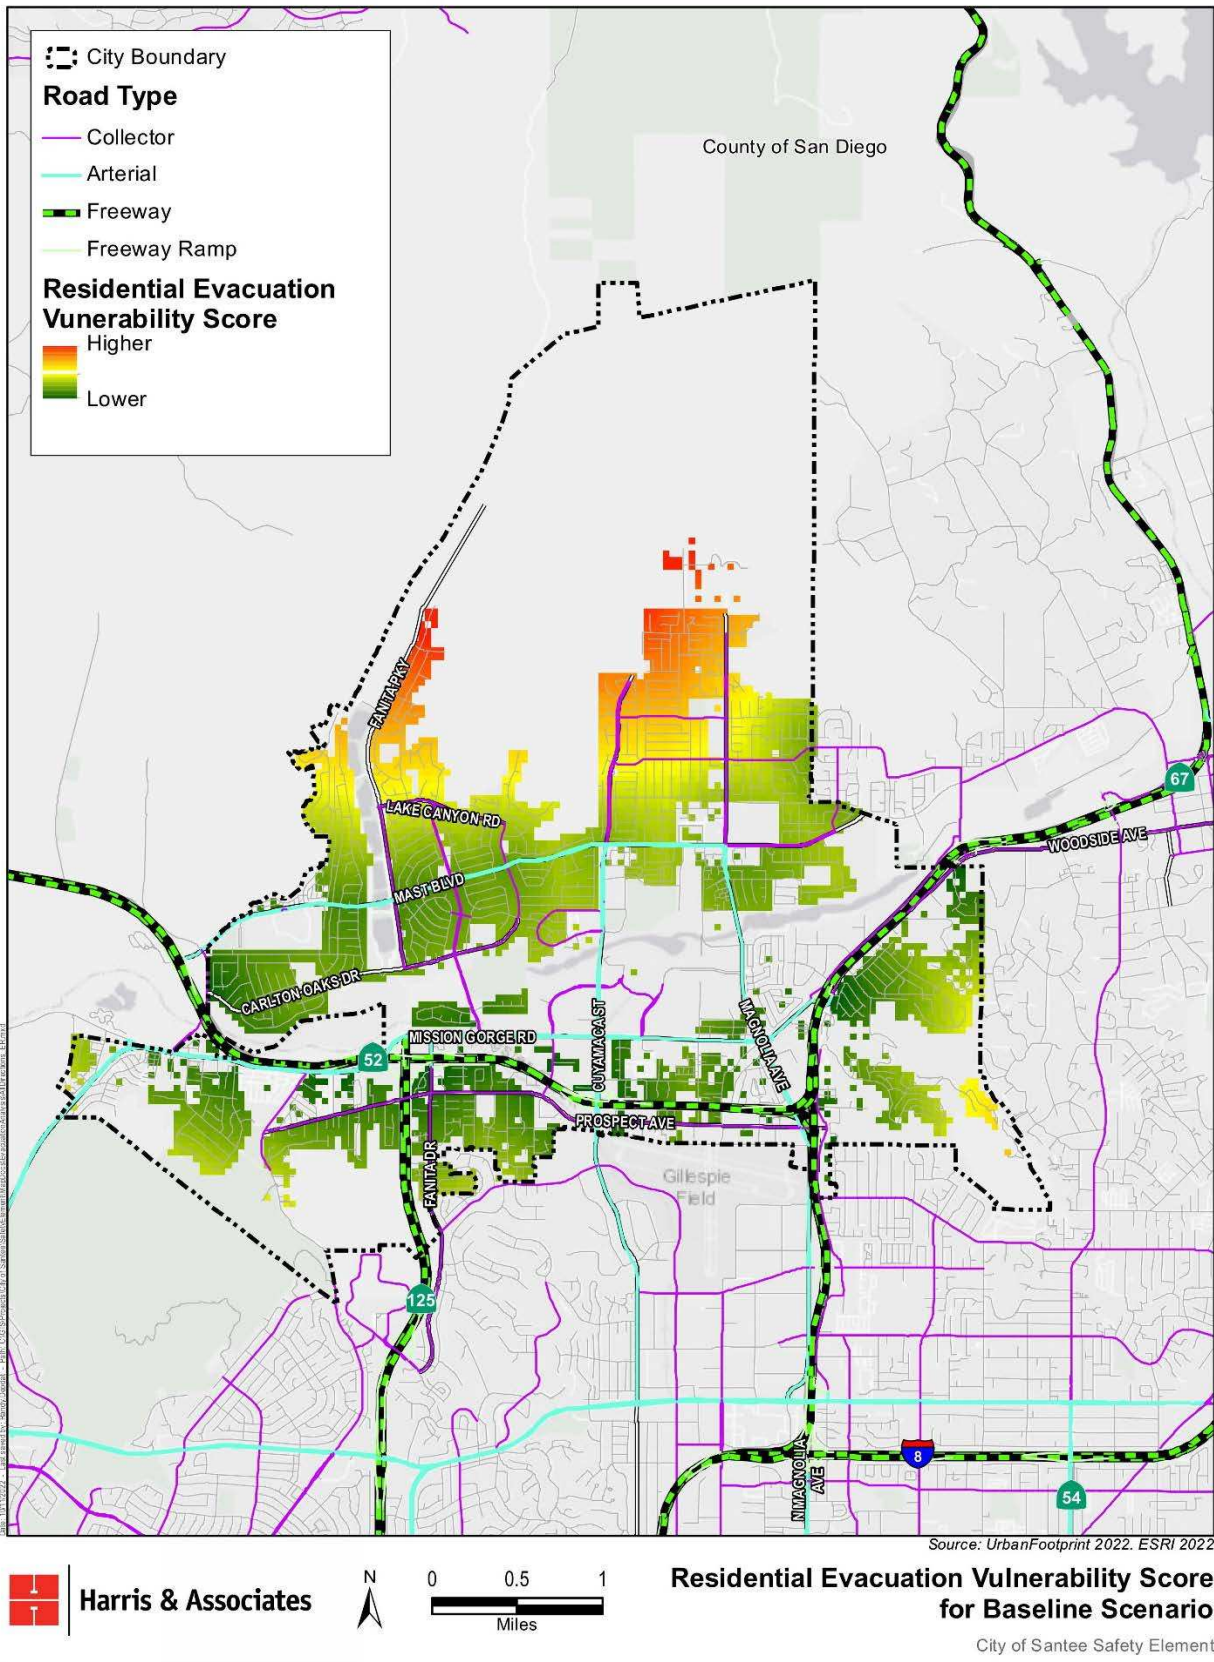 City Boundary
Road Type
Collector
Arterial
Freeway
Freeway Ramp
Residential Evacuation
Vunerability Score
Higher
Lower
County of San Diego
FANITA PKY
LAKE CANYON RD
MAST BLVD
67
WOODSIDE AVE
CARLTON OAKS DR
MISSION GORGE RD
52
CUYAMACA ST
MAGNOLIA AVE
PROSPECT AVE
FANITA DR
Gillespie
Field
125
N MAGNOLIA
AVE
8
54
Source: UrbanFootprint 2022. ESRI 2022
Harris & Associates
N
0 0.5 1
Miles
Residential Evacuation Vulnerability Score
for Baseline Scenario
City of Santee Safety Element